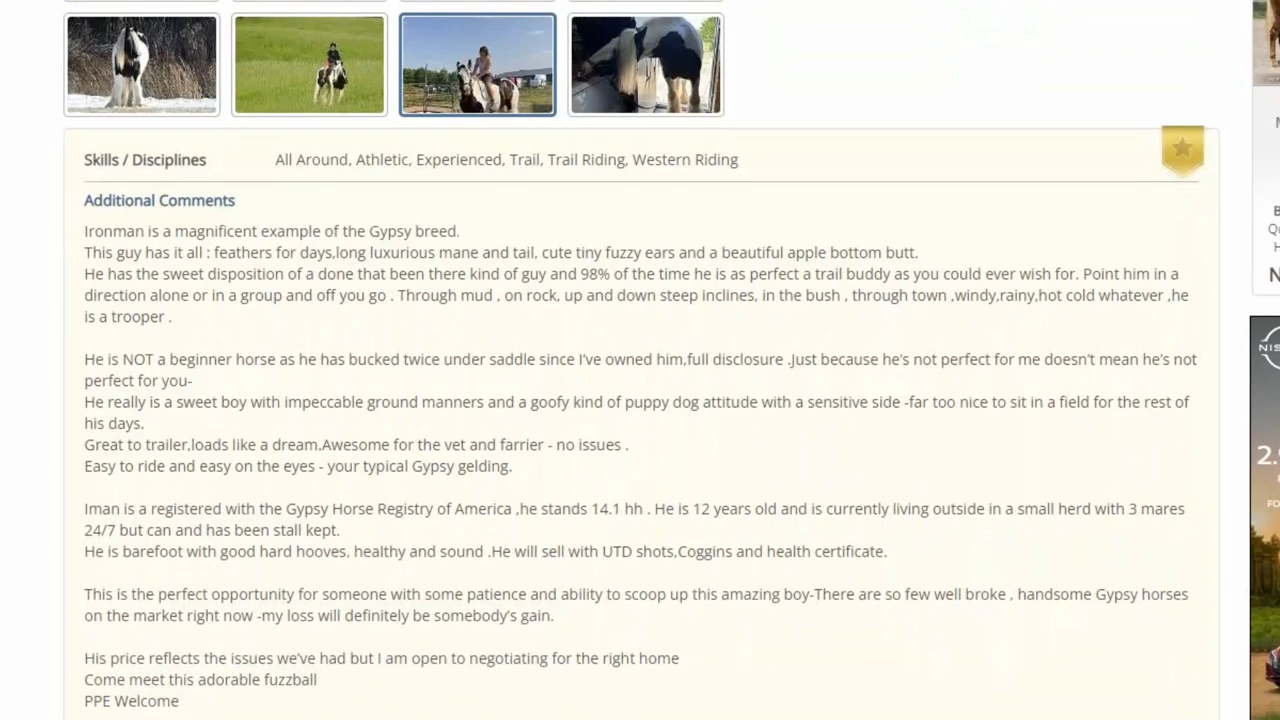 Skills / Disciplines All Around, Athletic, Experienced, Trail, Trail Riding, Western Riding
Additional Comments
Ironman is a magnificent example of the Gypsy breed.
This guy has it all : feathers for days,long luxurious mane and tail, cute tiny fuzzy ears and a beautiful apple bottom butt.
He has the sweet disposition of a done that been there kind of guy and 98% of the time he is as perfect a trail buddy as you could ever wish for. Point him in a
direction alone or in a group and off you go . Through mud , on rock, up and down steep inclines, in the bush , through town ,windy,rainy,hot cold whatever ,he
is a trooper .
He is NOT a beginner horse as he has bucked twice under saddle since I’ve owned him,full disclosure .Just because he’s not perfect for me doesn’t mean he’s not
perfect for you-
He really is a sweet boy with impeccable ground manners and a goofy kind of puppy dog attitude with a sensitive side -far too nice to sit in a field for the rest of
his days.
Great to trailer,loads like a dream.Awesome for the vet and farrier - no issues .
Easy to ride and easy on the eyes - your typical Gypsy gelding.
Iman is a registered with the Gypsy Horse Registry of America ,he stands 14.1 hh . He is 12 years old and is currently living outside in a small herd with 3 mares
24/7 but can and has been stall kept.
He is barefoot with good hard hooves. healthy and sound .He will sell with UTD shots,Coggins and health certificate.
This is the perfect opportunity for someone with some patience and ability to scoop up this amazing boy-There are so few well broke , handsome Gypsy horses
on the market right now -my loss will definitely be somebody’s gain.
His price reflects the issues we’ve had but I am open to negotiating for the right home
Come meet this adorable fuzzball
PPE Welcome